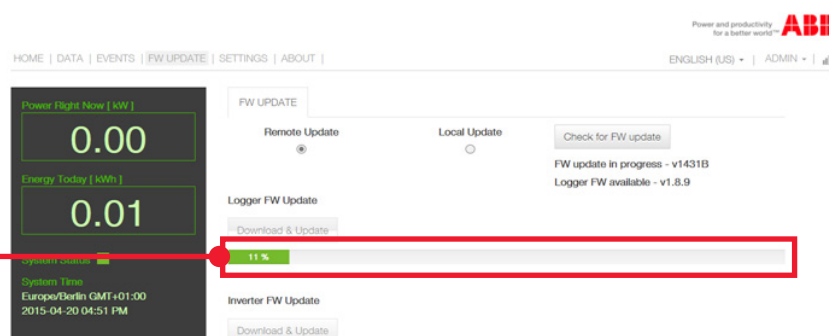 Power and productivity
for a better world™
ABB
HOME | DATA | EVENTS | FW UPDATE | SETTINGS | ABOUT |
ENGLISH (US) | ADMIN |
Power Right Now [ kW ]
0.00
Energy Today [ kWh ]
0.01
System Status
System Time
Europe/Berlin GMT+01:00
2015-04-20 04:51 PM
FW UPDATE
Remote Update
Local Update
Check for FW update
FW update in progress - v1431B
Logger FW available - v1.8.9
Logger FW Update
Download & Update
11 %
Inverter FW Update
Download & Update